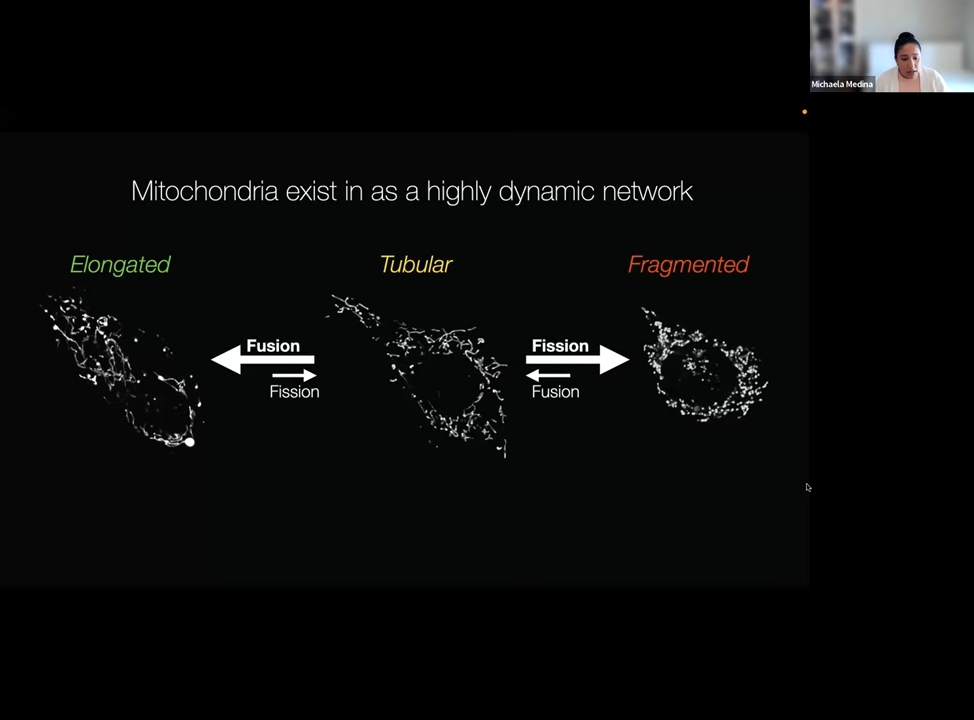 Michaela Medina
Mitochondria exist in as a highly dynamic network
Elongated
Tubular
Fragmented
Fusion
Fission
Fission
Fusion